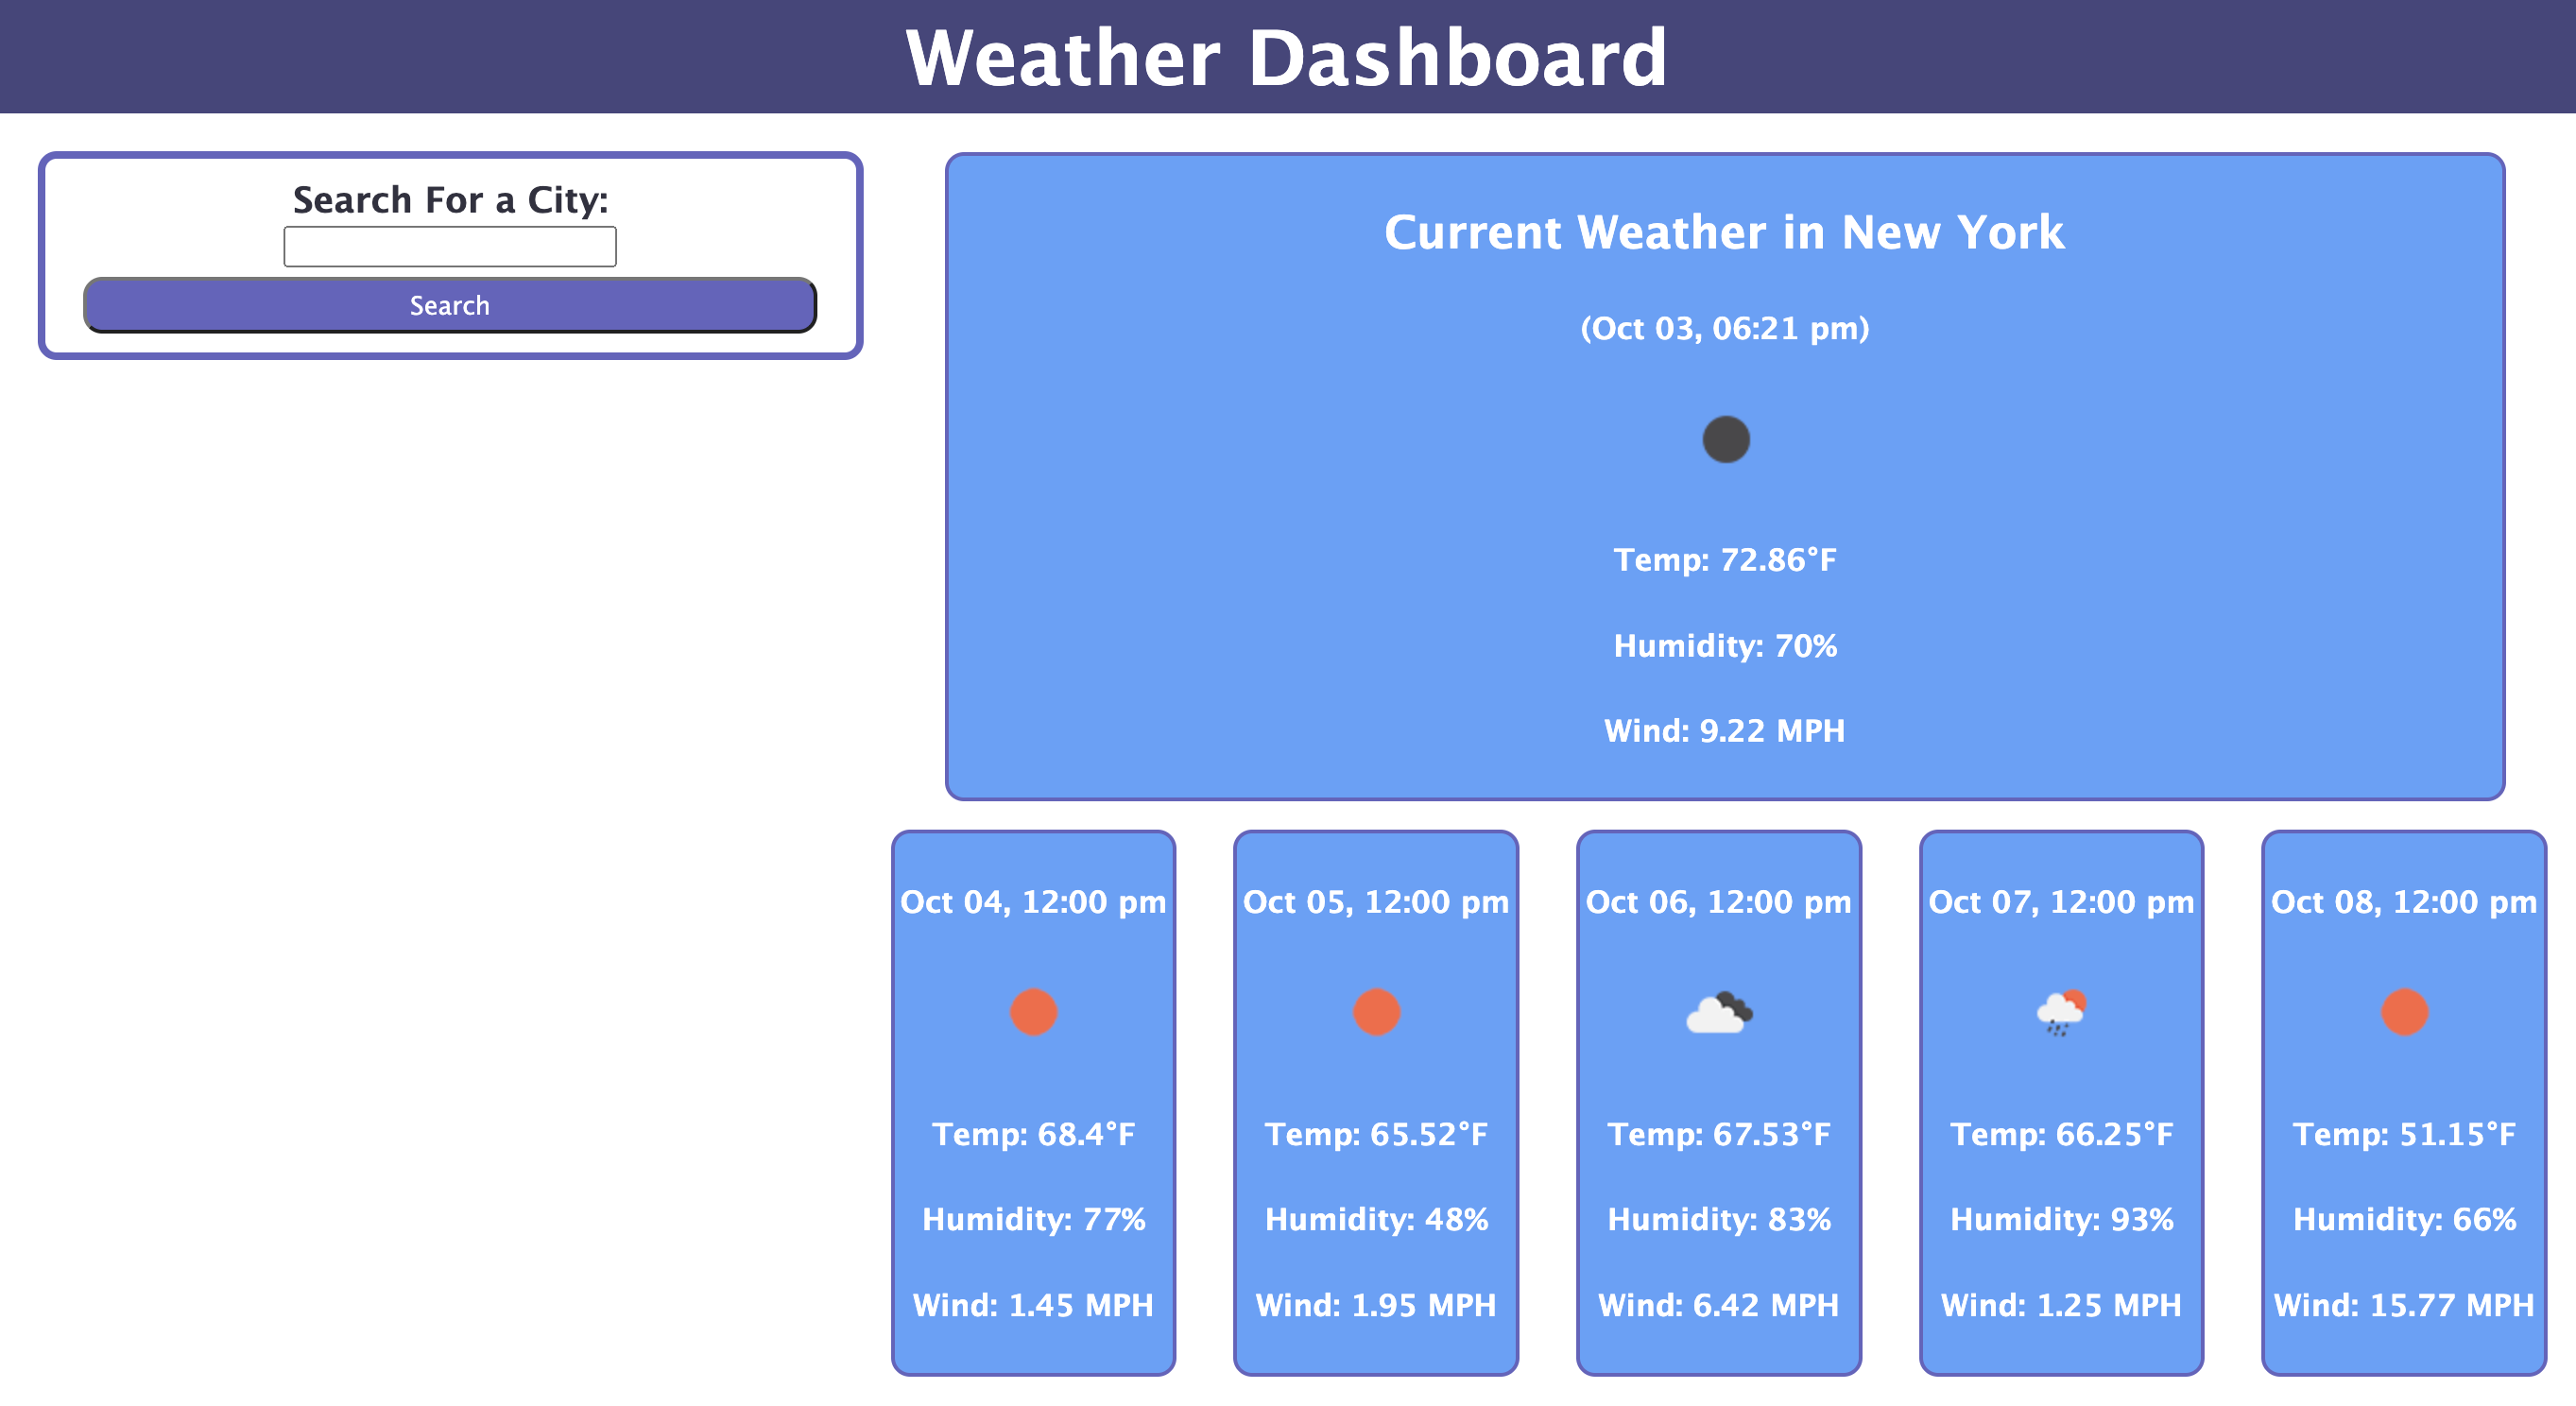 Weather Dashboard
Search For a City:
Search
Current Weather in New York
(Oct 03, 06:21 pm)
Temp: 72.86°F
Humidity: 70%
Wind: 9.22 MPH
Oct 04, 12:00 pm
Temp: 68.4°F
Humidity: 77%
Wind: 1.45 MPH
Oct 05, 12:00 pm
Temp: 65.52°F
Humidity: 48%
Wind: 1.95 MPH
Oct 06, 12:00 pm
Temp: 67.53°F
Humidity: 83%
Wind: 6.42 MPH
Oct 07, 12:00 pm
Temp: 66.25°F
Humidity: 93%
Wind: 1.25 MPH
Oct 08, 12:00 pm
Temp: 51.15°F
Humidity: 66%
Wind: 15.77 MPH